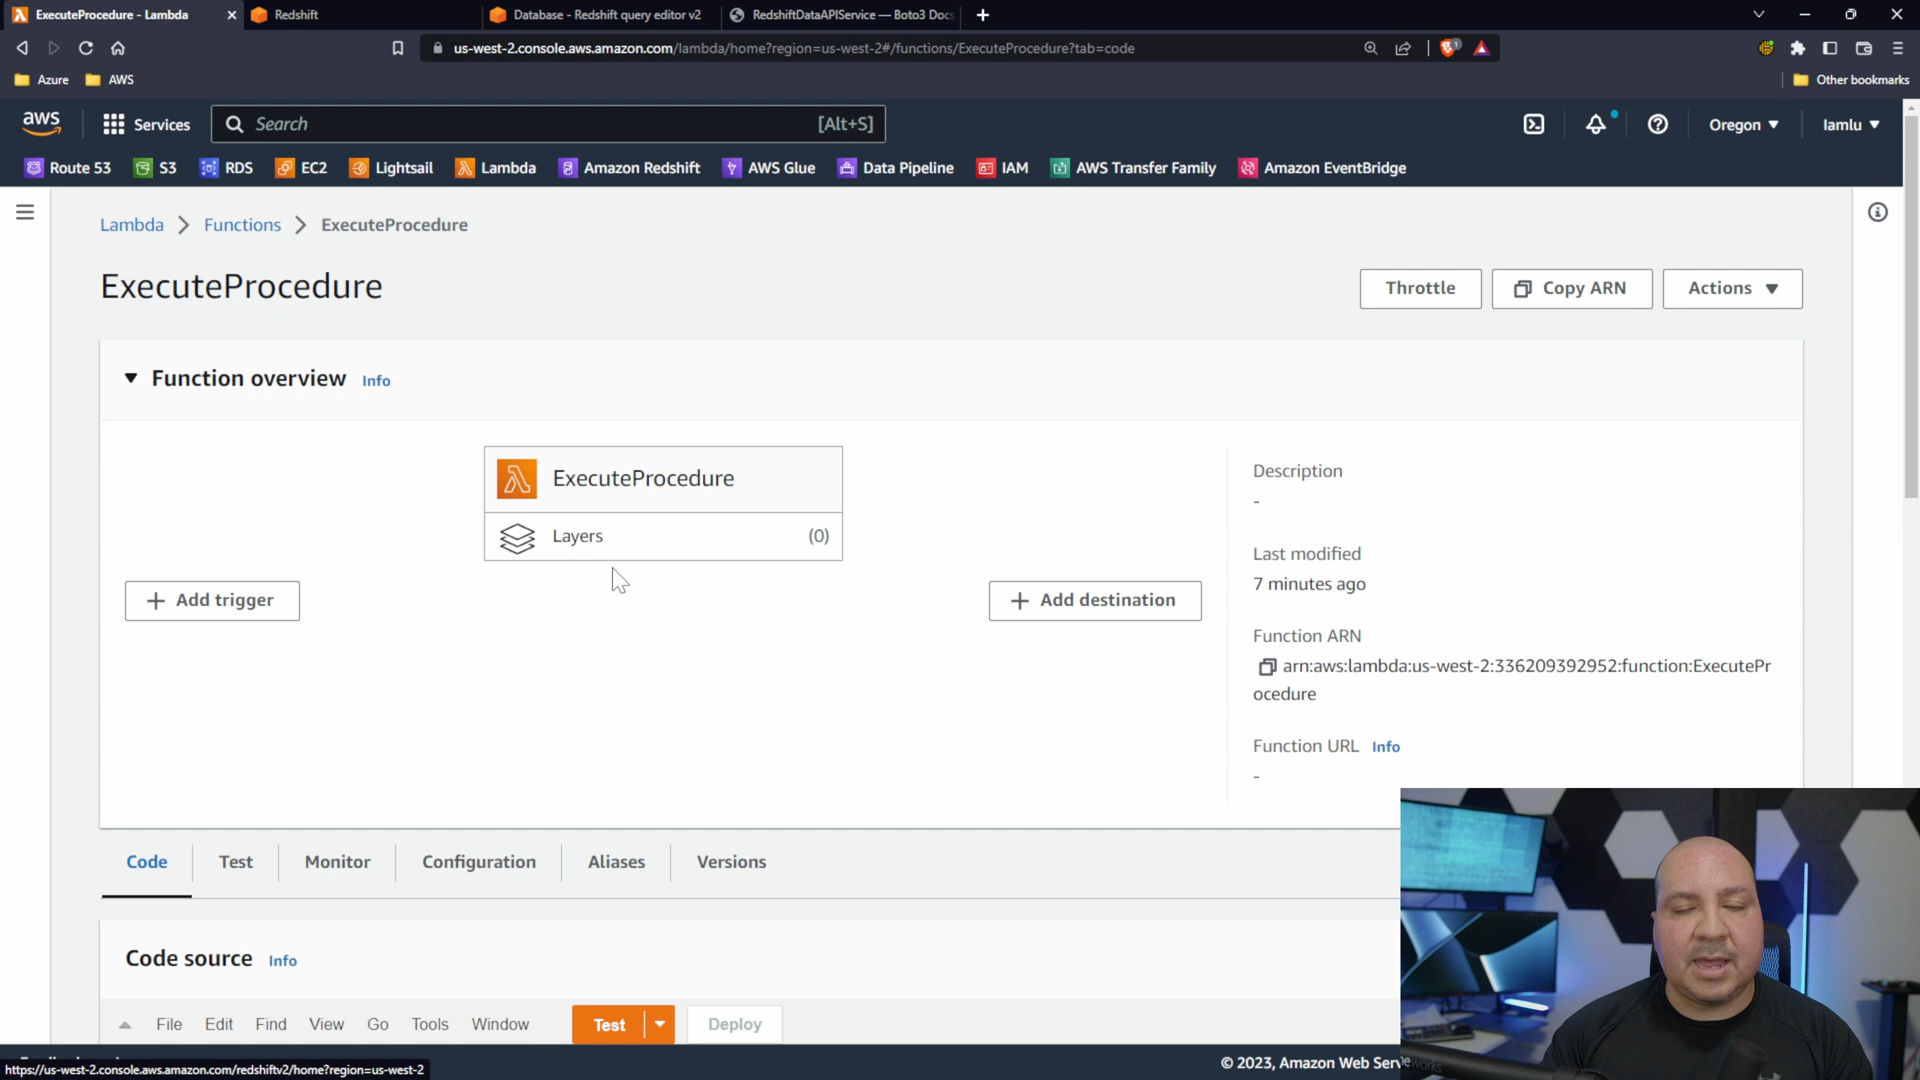 ExecuteProcedure - Lambda
Redshift
Database - Redshift query editor v2
RedshiftDataAPIService — Boto3 Docs
us-west-2.console.aws.amazon.com/lambda/home?region=us-west-2#/functions/ExecuteProcedure?tab=code
Azure
AWS
Other bookmarks
aws
Services
Search
[Alt+S]
Oregon
lamlu
Route 53
S3
RDS
EC2
Lightsail
Lambda
Amazon Redshift
AWS Glue
Data Pipeline
IAM
AWS Transfer Family
Amazon EventBridge
Lambda > Functions > ExecuteProcedure
ExecuteProcedure
Throttle
Copy ARN
Actions
Function overview Info
ExecuteProcedure
Layers (0)
+ Add trigger
+ Add destination
Description
-
Last modified
7 minutes ago
Function ARN
arn:aws:lambda:us-west-2:336209392952:function:ExecutePr
ocedure
Function URL Info
-
Code
Test
Monitor
Configuration
Aliases
Versions
Code source Info
File Edit Find View Go Tools Window
Test
Deploy
© 2023, Amazon Web
https://us-west-2.console.aws.amazon.com/redshiftv2/home?region=us-west-2